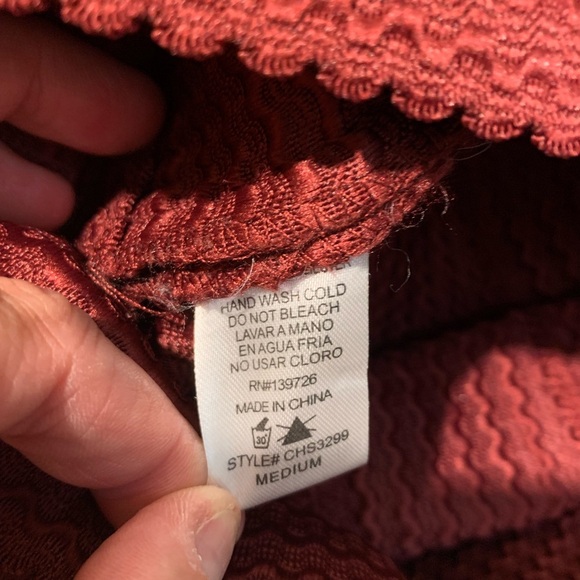 HAND WASH COLD
DO NOT BLEACH
LAVAR A MANO
EN AGUA FRIA
NO USAR CLORO
RN#139726
MADE IN CHINA
30°
STYLE# CHS3299
MEDIUM